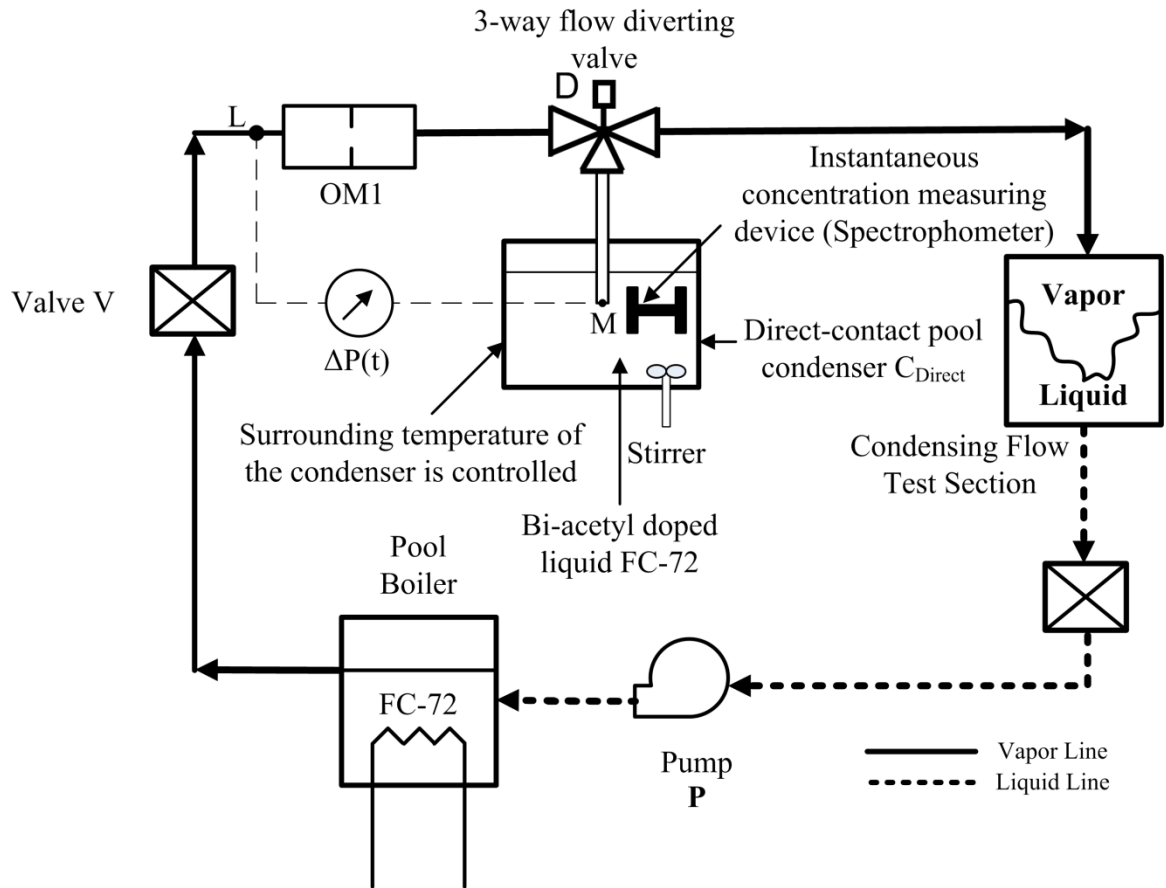 3-way flow diverting
valve
D
L
OM1
Instantaneous
concentration measuring
device (Spectrophometer)
Valve V
ΔP(t)
M
Vapor
Liquid
Direct-contact pool
condenser C_Direct
Surrounding temperature of
the condenser is controlled
Stirrer
Condensing Flow
Test Section
Bi-acetyl doped
liquid FC-72
Pool
Boiler
FC-72
Pump
P
Vapor Line
Liquid Line